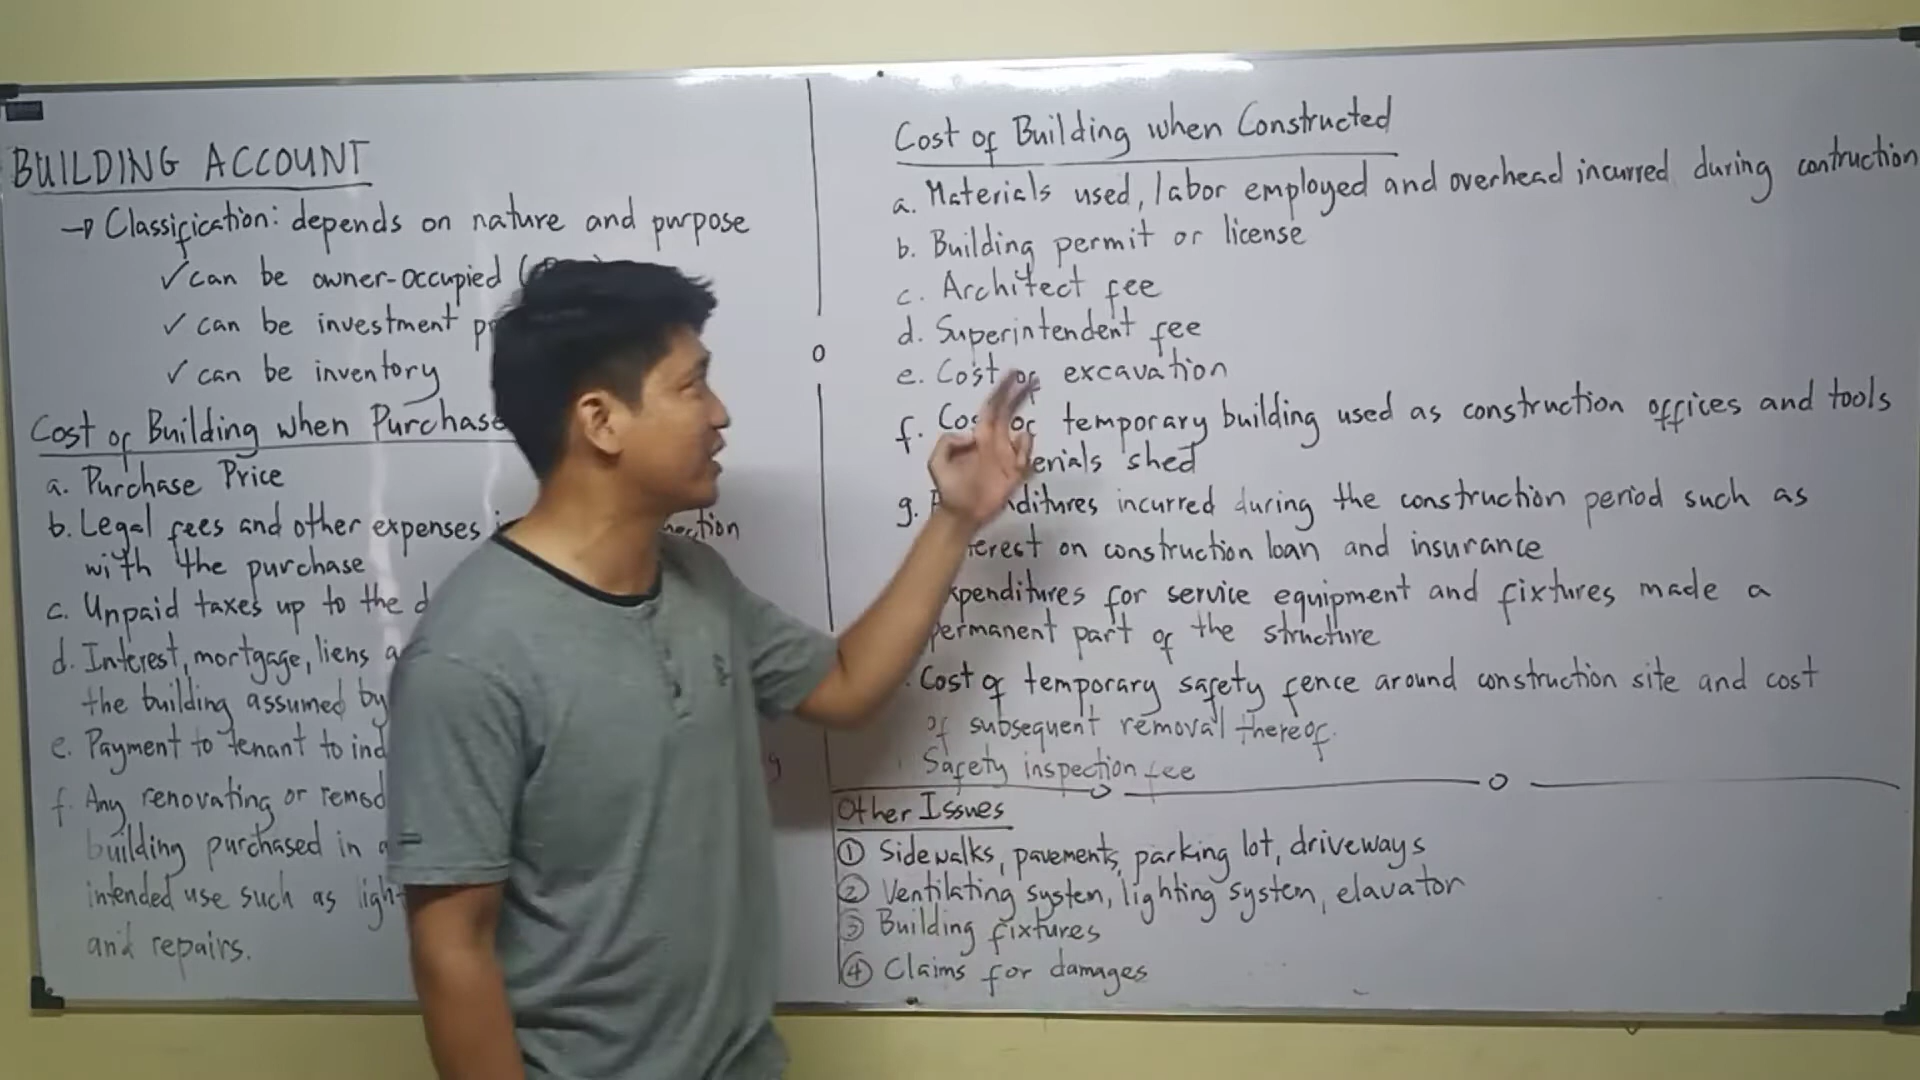 BUILDING ACCOUNT
→ Classification: depends on nature and purpose
✓ can be owner-occupied
✓ can be investment
✓ can be inventory
Cost of Building when
a. Purchase Price
b. Legal fees and other expenses
with the purchase
c. Unpaid taxes up to the
d. Interest, mortgage, liens
the building assumed by
e. Payment to tenant to
f. Any renovating or
building purchased in
intended use such as
and repairs.
Cost of Building when Constructed
a. Materials used, labor employed and overhead incurred during contruction
b. Building permit or license
c. Architect fee
d. Superintendent fee
e. Cost of excavation
f. temporary building used as construction offices and tools
shed
g. incurred during the construction period such as
on construction loan and insurance
for service equipment and fixtures made a
permanent part of the structure
Cost of temporary safety fence around construction site and cost
of subsequent removal thereof.
Safety inspection fee
Other Issues
① Sidewalks, pavements, parking lot, driveways
② Ventilating system, lighting system, elavator
③ Building fixtures
④ Claims for damages